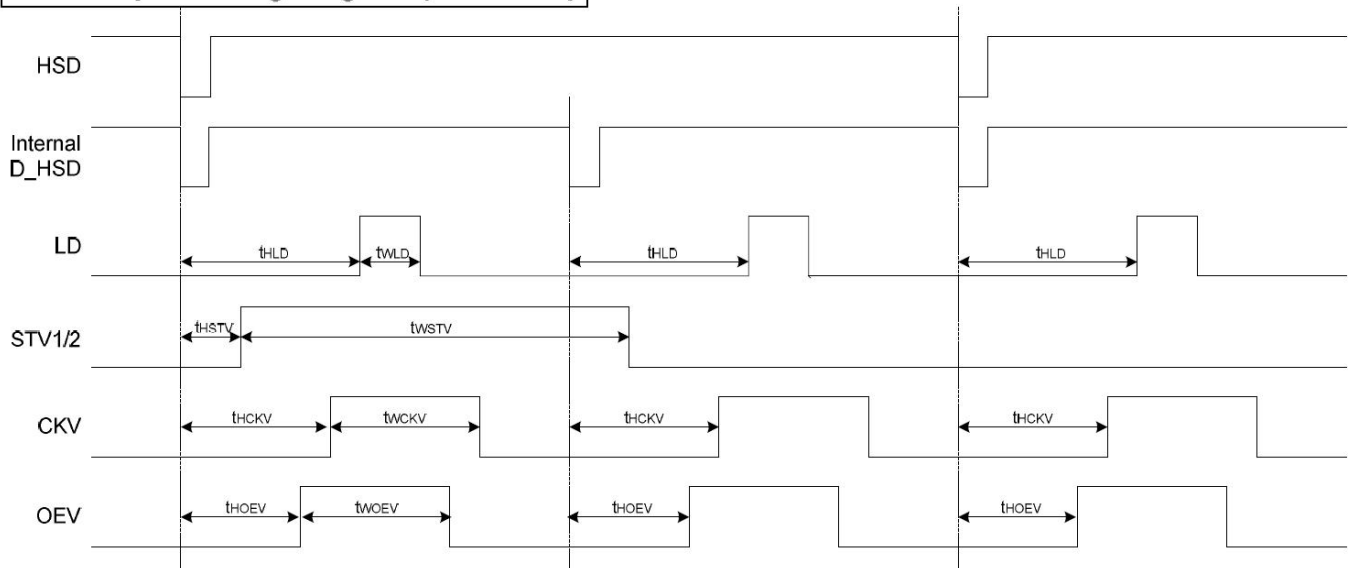 HSD
Internal
D_HSD
LD
tHLD
tWLD
tHLD
tHLD
STV1/2
tHSTV
tWSTV
CKV
tHCKV
tWCKV
tHCKV
tHCKV
OEV
tHOEV
tWOEV
tHOEV
tHOEV